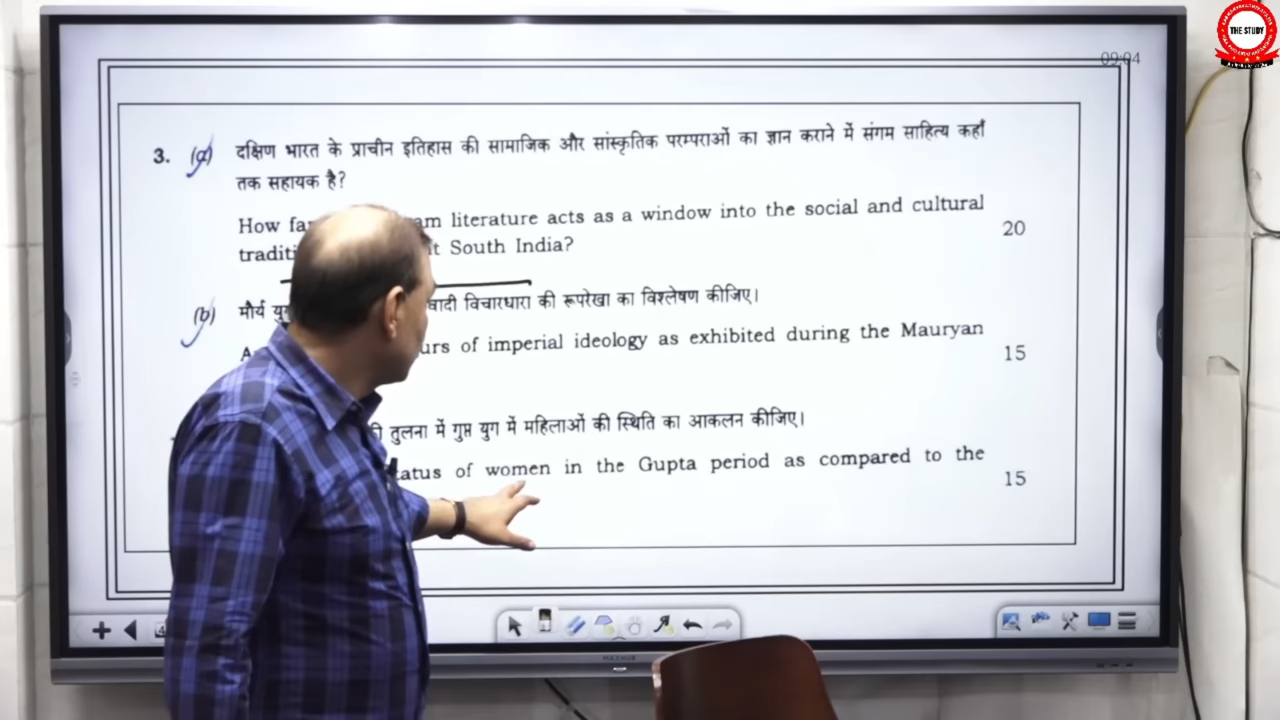 THE STUDY
09:04
3. (a) दक्षिण भारत के प्राचीन इतिहास की सामाजिक और सांस्कृतिक परम्पराओं का ज्ञान कराने में संगम साहित्य कहाँ
तक सहायक है?
How fa am literature acts as a window into the social and cultural
traditi t South India? 20
(b) मौर्य यु वादी विचारधारा की रूपरेखा का विश्लेषण कीजिए।
A urs of imperial ideology as exhibited during the Mauryan
15
ी तुलना में गुप्त युग में महिलाओं की स्थिति का आकलन कीजिए।
tatus of women in the Gupta period as compared to the
15